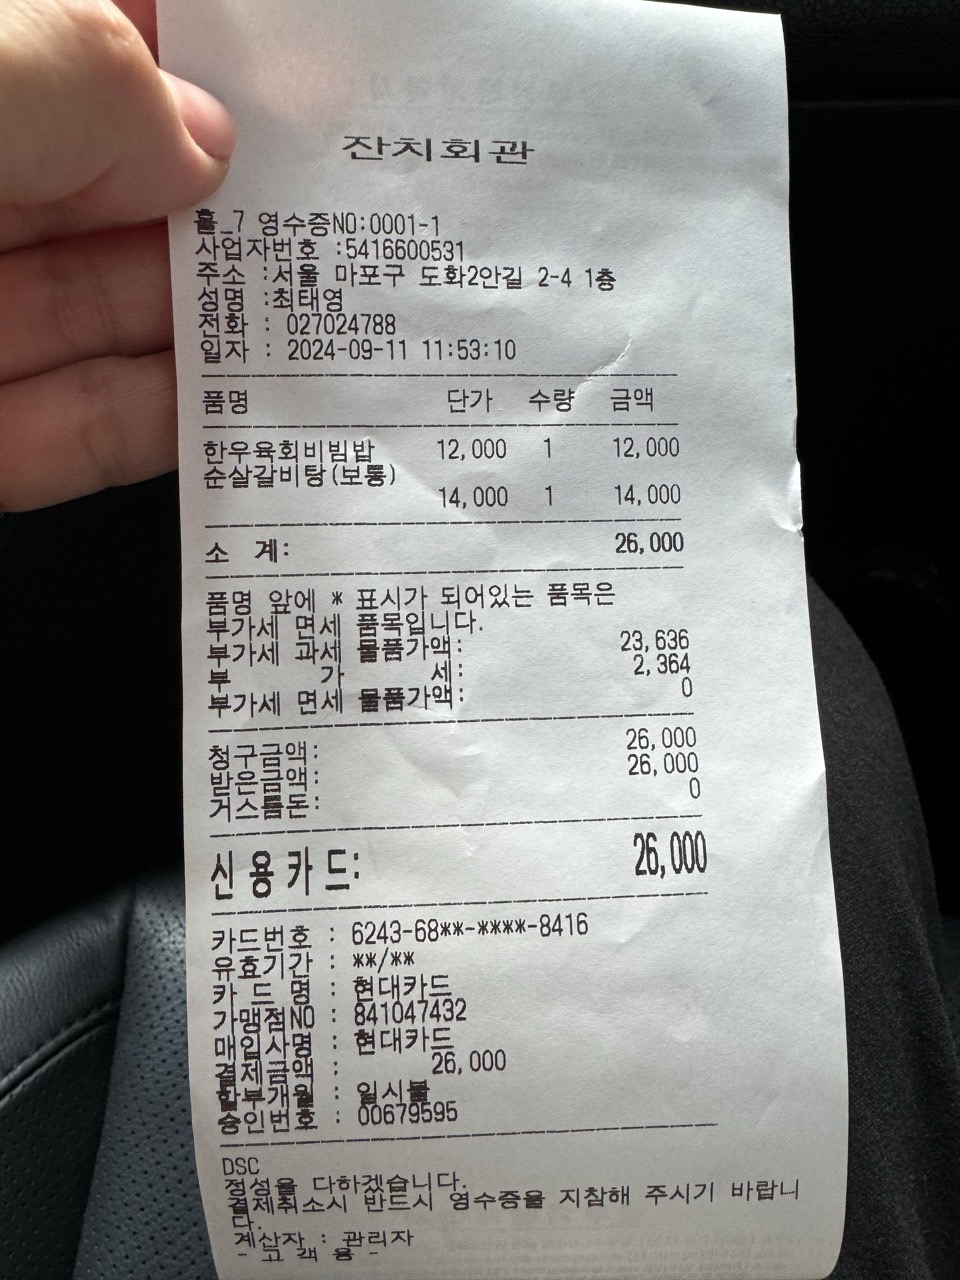 잔치회관
홀_7 영수증NO:0001-1
사업자번호 :5416600531
주소 :서울 마포구 도화2안길 2-4 1층
성명 :최태영
전화 : 027024788
일자 : 2024-09-11 11:53:10
품명 단가 수량 금액
한우육회비빔밥 12,000 1 12,000
순살갈비탕(보통)
14,000 1 14,000
소 계: 26,000
품명 앞에 * 표시가 되어있는 품목은
부가세 면세 품목입니다.
부가세 과세 물품가액: 23,636
부 가 세: 2,364
부가세 면세 물품가액: 0
청구금액: 26,000
받은금액: 26,000
거스름돈: 0
신용카드: 26,000
카드번호 : 6243-68**-****-8416
유효기간 : **/**
카 드 명 : 현대카드
가맹점NO : 841047432
매입사명 : 현대카드
결제금액 : 26,000
할부개월 : 일시불
승인번호 : 00679595
DSC
정성을 다하겠습니다.
결제취소시 반드시 영수증을 지참해 주시기 바랍니
다.
계산자 : 관리자
- 고 객 용 -